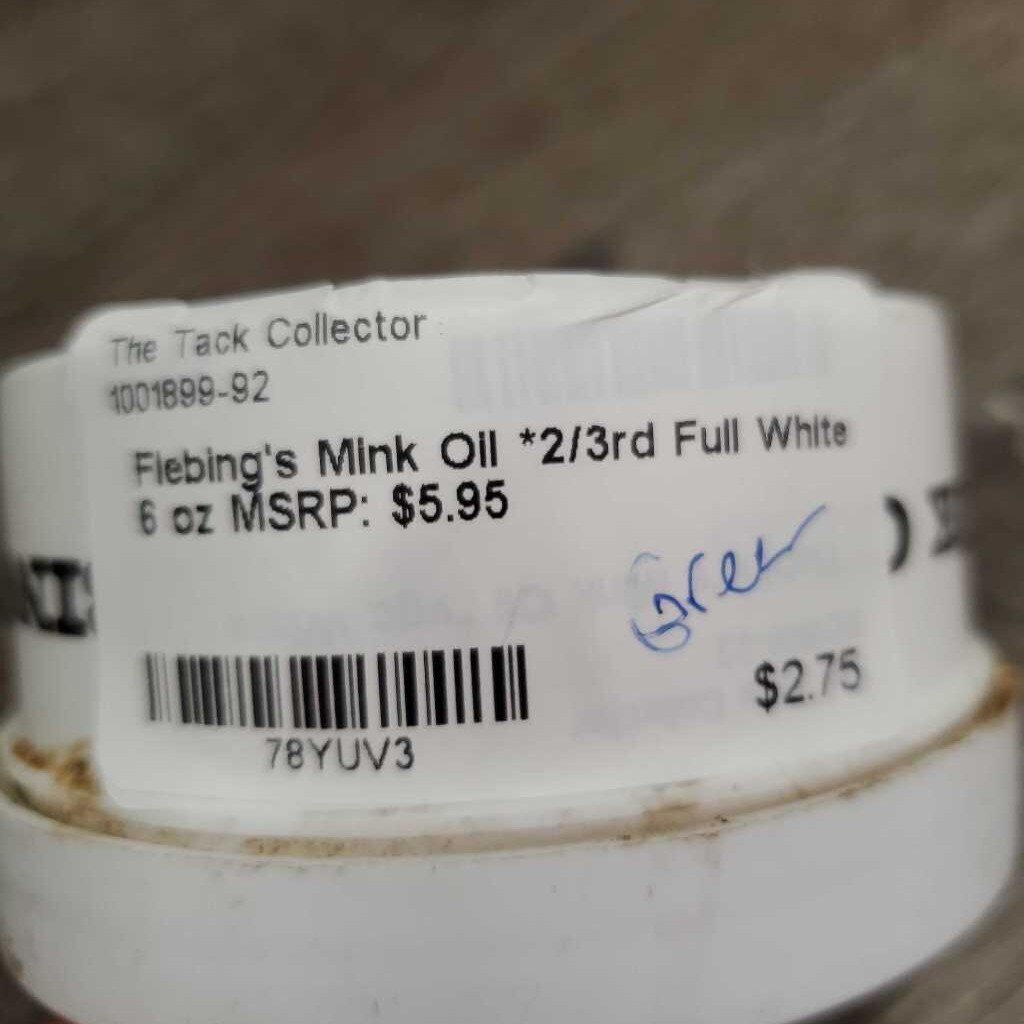 The Tack Collector
1001899-92
Fiebing's Mink Oil *2/3rd Full White
6 oz MSRP: $5.95
$2.75
78YUV3